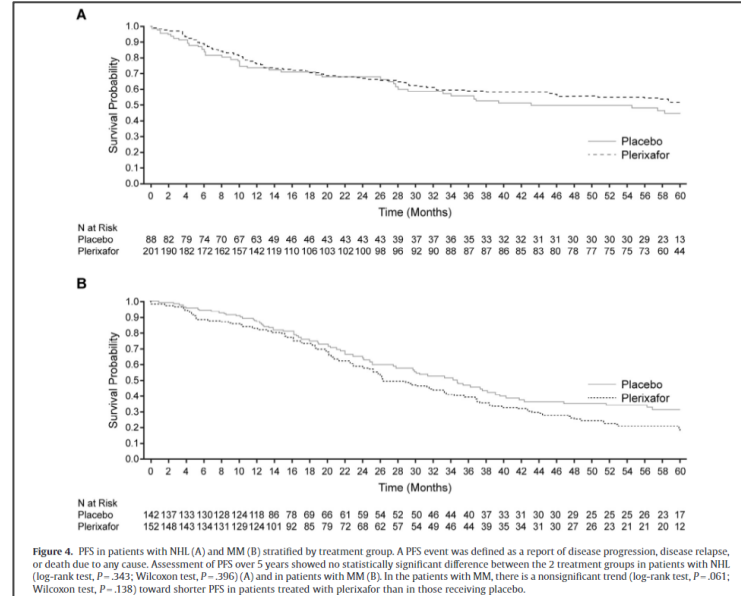 A
1.0
0.9
0.8
0.7
0.6
0.5
0.4
0.3
0.2
0.1
0.0
Survival Probability
Placebo
Plerixafor
0 2 4 6 8 10 12 14 16 18 20 22 24 26 28 30 32 34 36 38 40 42 44 46 48 50 52 54 56 58 60
Time (Months)
N at Risk
Placebo 88 82 79 74 70 67 63 49 46 46 43 43 43 43 39 37 37 36 35 33 32 32 31 31 30 30 30 30 29 23 13
Plerixafor 201 190 182 172 162 157 142 119 110 106 103 102 100 98 96 92 90 88 87 87 86 85 83 80 78 77 75 75 73 60 44
B
1.0
0.9
0.8
0.7
0.6
0.5
0.4
0.3
0.2
0.1
0.0
Survival Probability
Placebo
Plerixafor
0 2 4 6 8 10 12 14 16 18 20 22 24 26 28 30 32 34 36 38 40 42 44 46 48 50 52 54 56 58 60
Time (Months)
N at Risk
Placebo 142 137 133 130 128 124 118 86 78 69 66 61 59 54 52 50 46 44 40 37 33 31 30 30 29 25 25 25 26 23 17
Plerixafor 152 148 143 134 131 129 124 101 92 85 79 72 68 62 57 54 49 46 44 39 35 34 31 30 27 26 23 21 21 20 12
Figure 4. PFS in patients with NHL (A) and MM (B) stratified by treatment group. A PFS event was defined as a report of disease progression, disease relapse,
or death due to any cause. Assessment of PFS over 5 years showed no statistically significant difference between the 2 treatment groups in patients with NHL
(log-rank test, P = .343; Wilcoxon test, P = .396) (A) and in patients with MM (B). In the patients with MM, there is a nonsignificant trend (log-rank test, P = .061;
Wilcoxon test, P = .138) toward shorter PFS in patients treated with plerixafor than in those receiving placebo.